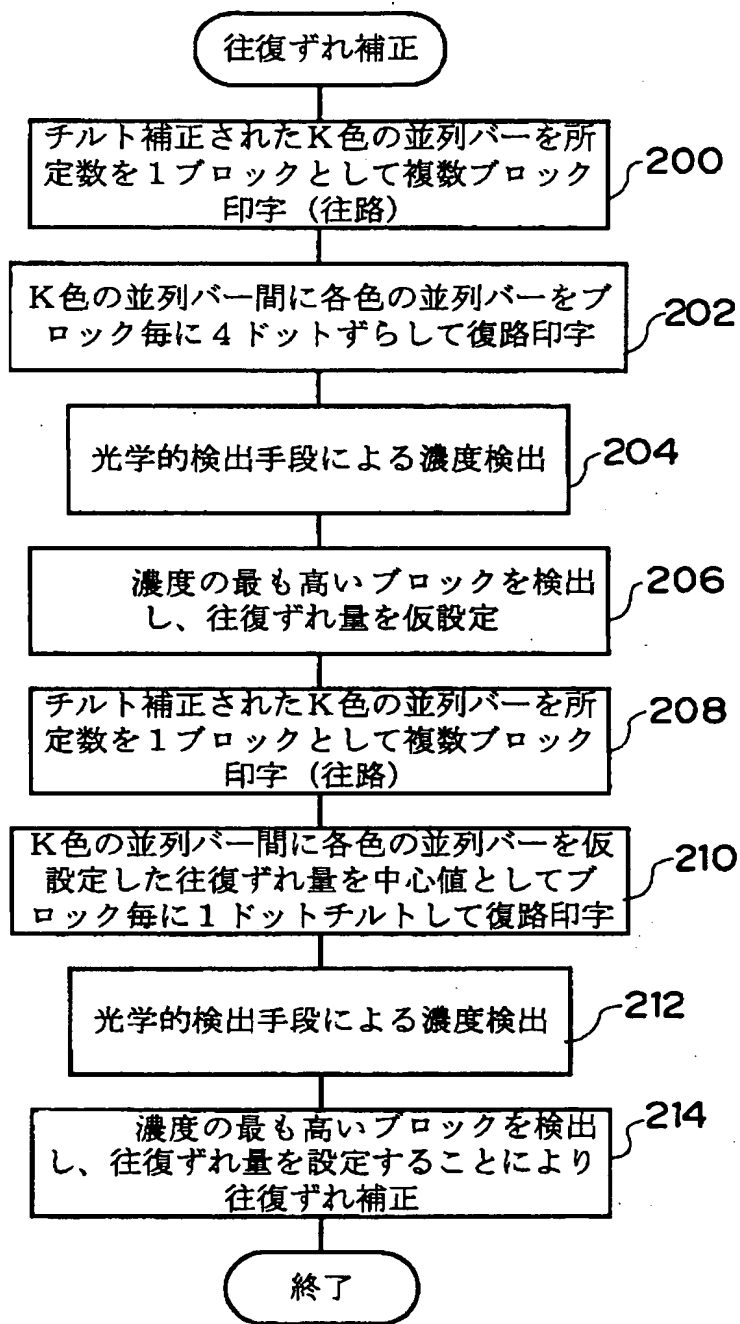 往復ずれ補正
チルト補正されたK色の並列バーを所
定数を1ブロックとして複数ブロック
印字（往路）
200
K色の並列バー間に各色の並列バーをブ
ロック毎に4ドットずらして復路印字
202
光学的検出手段による濃度検出
204
濃度の最も高いブロックを検出
し、往復ずれ量を仮設定
206
チルト補正されたK色の並列バーを所
定数を1ブロックとして複数ブロック
印字（往路）
208
K色の並列バー間に各色の並列バーを仮
設定した往復ずれ量を中心値としてブ
ロック毎に1ドットチルトして復路印字
210
光学的検出手段による濃度検出
212
濃度の最も高いブロックを検出
し、往復ずれ量を設定することにより
往復ずれ補正
214
終了